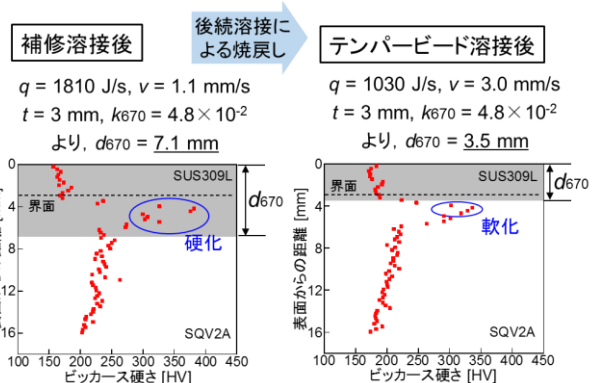 補修溶接後
後続溶接に
よる焼戻し
テンパービード溶接後
q = 1810 J/s, v = 1.1 mm/s
t = 3 mm, k670 = 4.8×10-2
より, d670 = 7.1 mm
q = 1030 J/s, v = 3.0 mm/s
t = 3 mm, k670 = 4.8×10-2
より, d670 = 3.5 mm
0
4
8
12
16
SUS309L
界面
d670
硬化
SQV2A
100 150 200 250 300 350 400 450
ビッカース硬さ [HV]
表面からの距離 [mm]
0
4
8
12
16
SUS309L
界面
d670
軟化
SQV2A
100 150 200 250 300 350 400 450
ビッカース硬さ [HV]